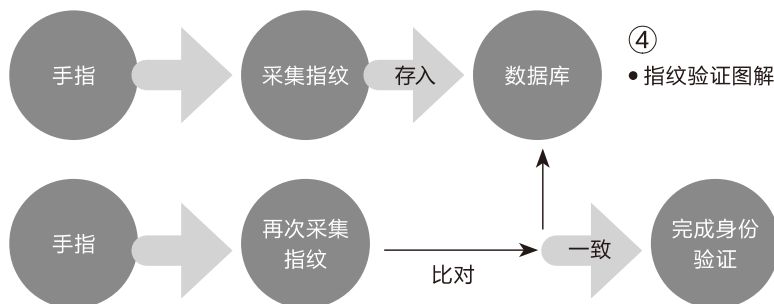 手指
采集指纹
存入
数据库
④
• 指纹验证图解
手指
再次采集
指纹
比对
一致
完成身份
验证